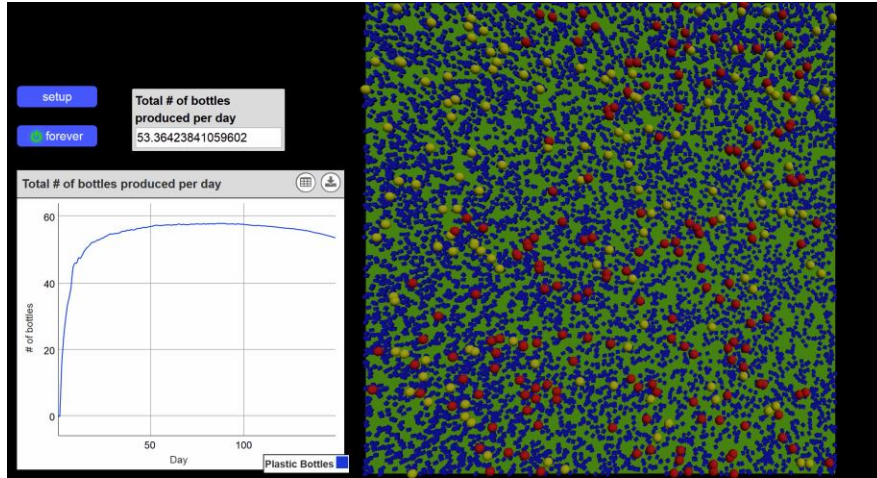 setup
forever
Total # of bottles
produced per day
53.36423841059602
Total # of bottles produced per day
60
40
20
0
# of bottles
50
100
Day
Plastic Bottles